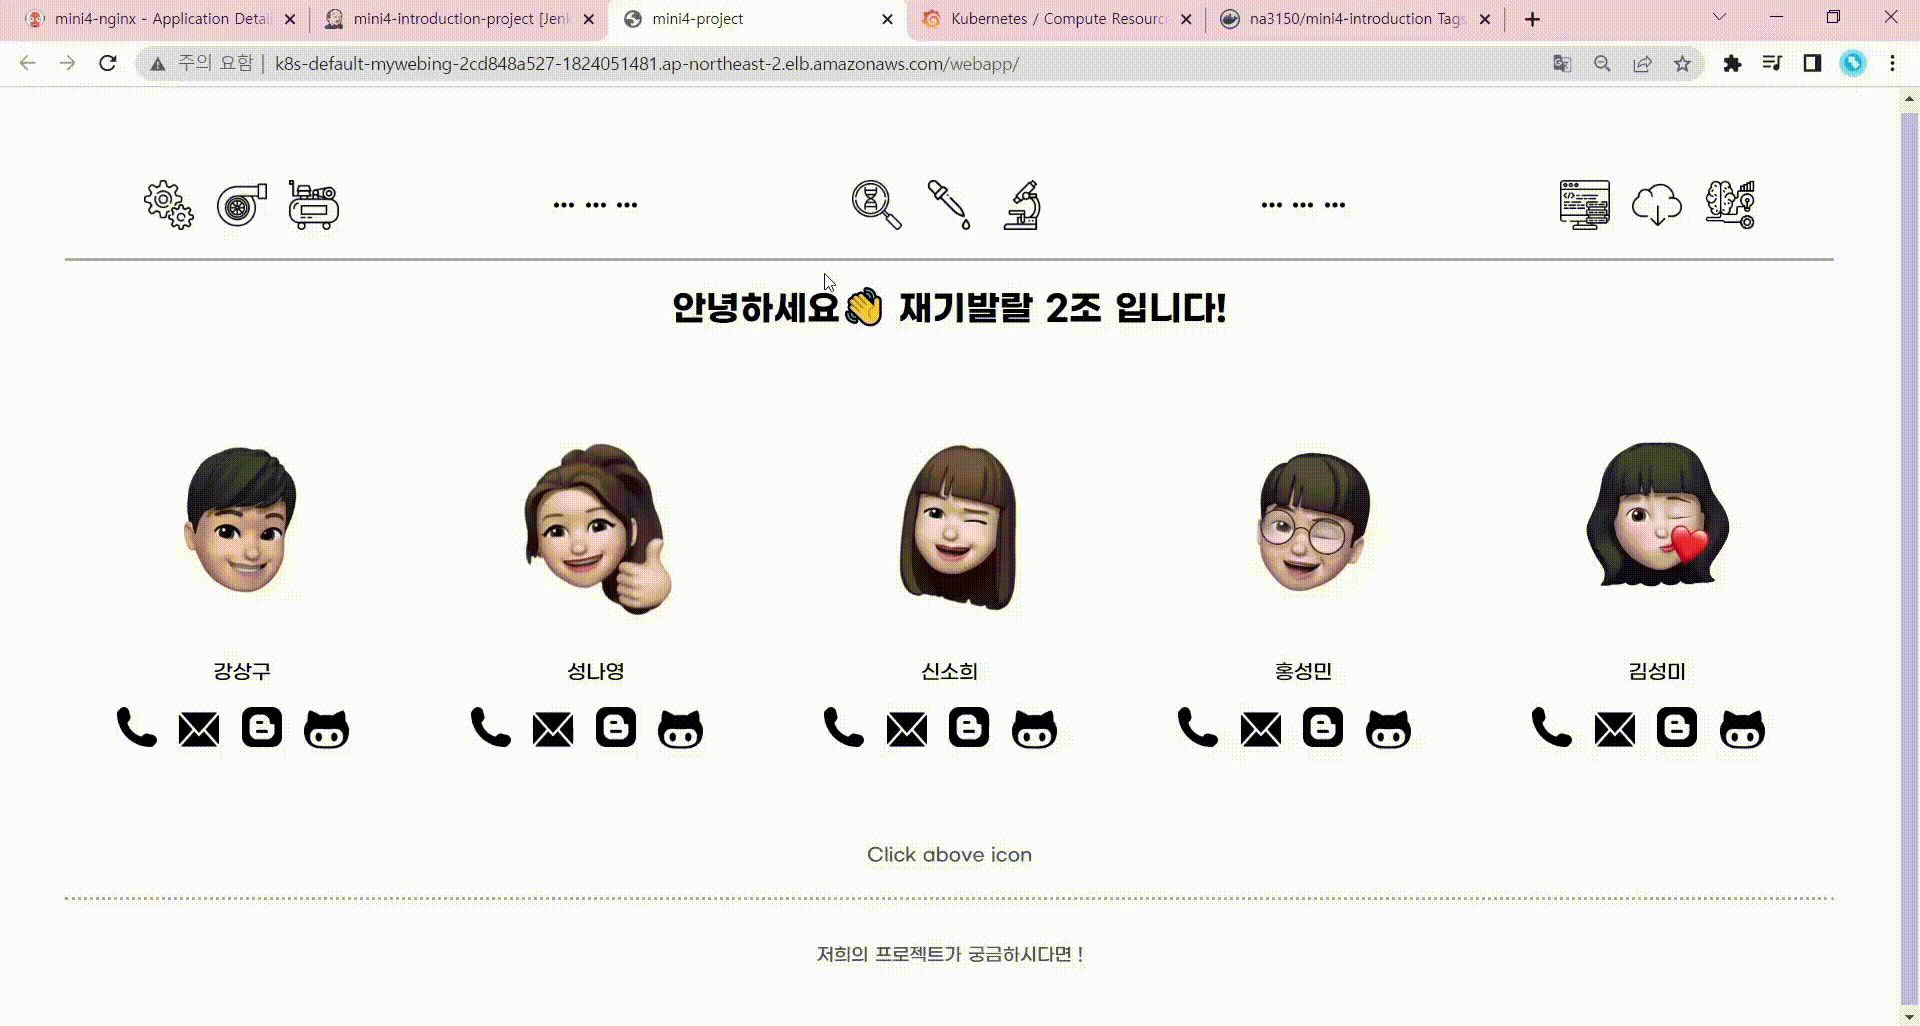 mini4-nginx - Application Detai
mini4-introduction-project [Jenk
mini4-project
Kubernetes / Compute Resourc
na3150/mini4-introduction Tags
주의 요함 | k8s-default-mywebing-2cd848a527-1824051481.ap-northeast-2.elb.amazonaws.com/webapp/
... ... ...
... ... ...
안녕하세요👋 재기발랄 2조 입니다!
강상구
성나영
신소희
홍성민
김성미
Click above icon
저희의 프로젝트가 궁금하시다면 !